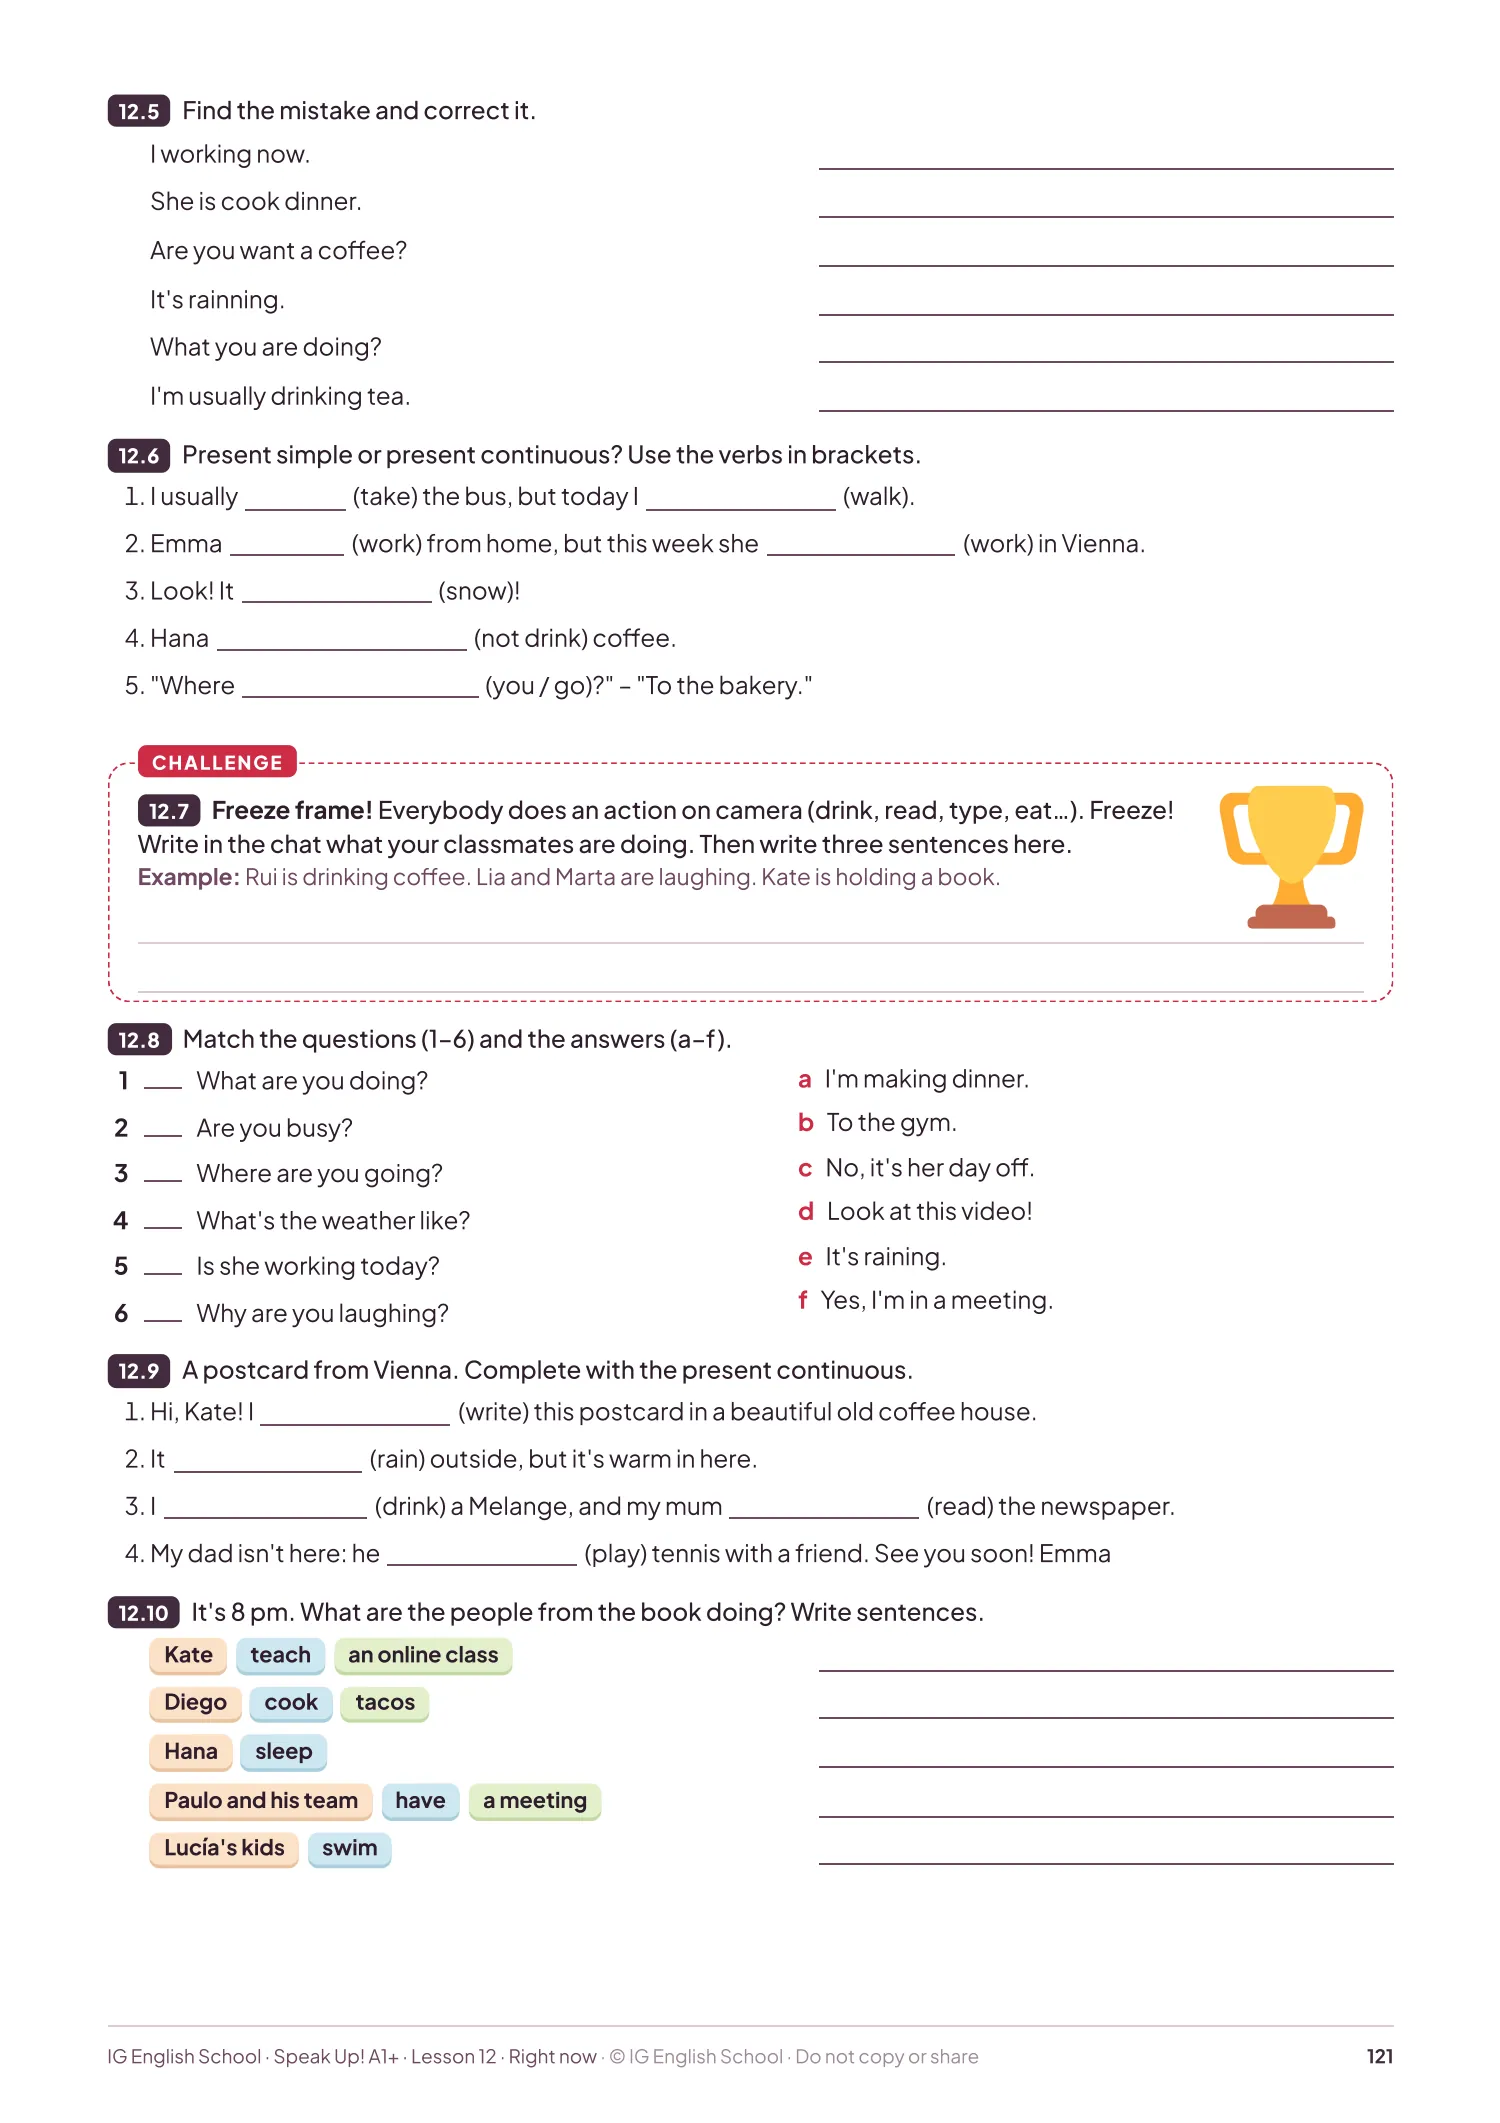 12.5 Find the mistake and correct it.
I working now.
She is cook dinner.
Are you want a coffee?
It's rainning.
What you are doing?
I'm usually drinking tea.
12.6 Present simple or present continuous? Use the verbs in brackets.
1. I usually ________ (take) the bus, but today I ________ (walk).
2. Emma ________ (work) from home, but this week she ________ (work) in Vienna.
3. Look! It ________ (snow)!
4. Hana ________ (not drink) coffee.
5. "Where ________ (you / go)?" – "To the bakery."
CHALLENGE
12.7 Freeze frame! Everybody does an action on camera (drink, read, type, eat…). Freeze!
Write in the chat what your classmates are doing. Then write three sentences here.
Example: Rui is drinking coffee. Lia and Marta are laughing. Kate is holding a book.
12.8 Match the questions (1–6) and the answers (a–f).
1 ___ What are you doing?
2 ___ Are you busy?
3 ___ Where are you going?
4 ___ What's the weather like?
5 ___ Is she working today?
6 ___ Why are you laughing?
a I'm making dinner.
b To the gym.
c No, it's her day off.
d Look at this video!
e It's raining.
f Yes, I'm in a meeting.
12.9 A postcard from Vienna. Complete with the present continuous.
1. Hi, Kate! I ________ (write) this postcard in a beautiful old coffee house.
2. It ________ (rain) outside, but it's warm in here.
3. I ________ (drink) a Melange, and my mum ________ (read) the newspaper.
4. My dad isn't here: he ________ (play) tennis with a friend. See you soon! Emma
12.10 It's 8 pm. What are the people from the book doing? Write sentences.
Kate teach an online class
Diego cook tacos
Hana sleep
Paulo and his team have a meeting
Lucía's kids swim
IG English School · Speak Up! A1+ · Lesson 12 · Right now · © IG English School · Do not copy or share 121